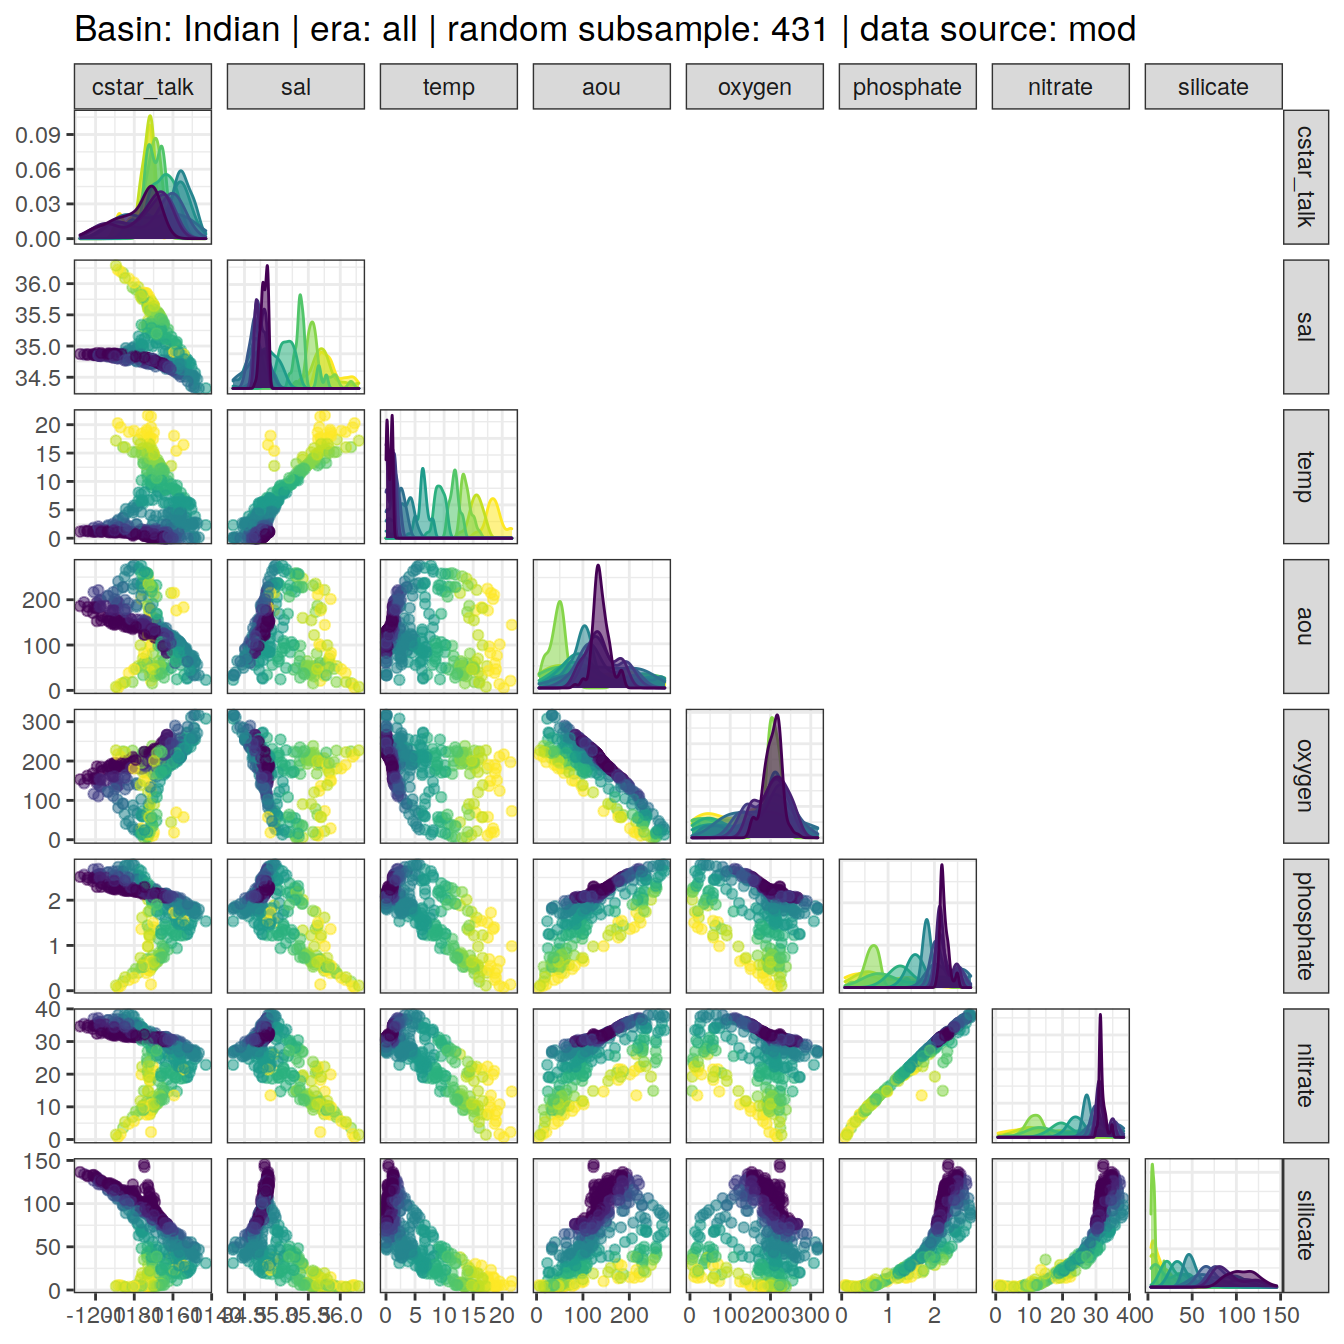 Basin: Indian | era: all | random subsample: 431 | data source: mod
cstar_talk sal temp aou oxygen phosphate nitrate silicate
0.09
0.06
0.03
0.00
cstar_talk
36.0
35.5
35.0
34.5
sal
20
15
10
5
0
temp
200
100
0
aou
300
200
100
0
oxygen
2
1
0
phosphate
40
30
20
10
0
nitrate
150
100
50
0
silicate
0 5 10 15 20 0 100 200 0 100 200 300 0 1 2 0 10 20 30 40 0 50 100 150